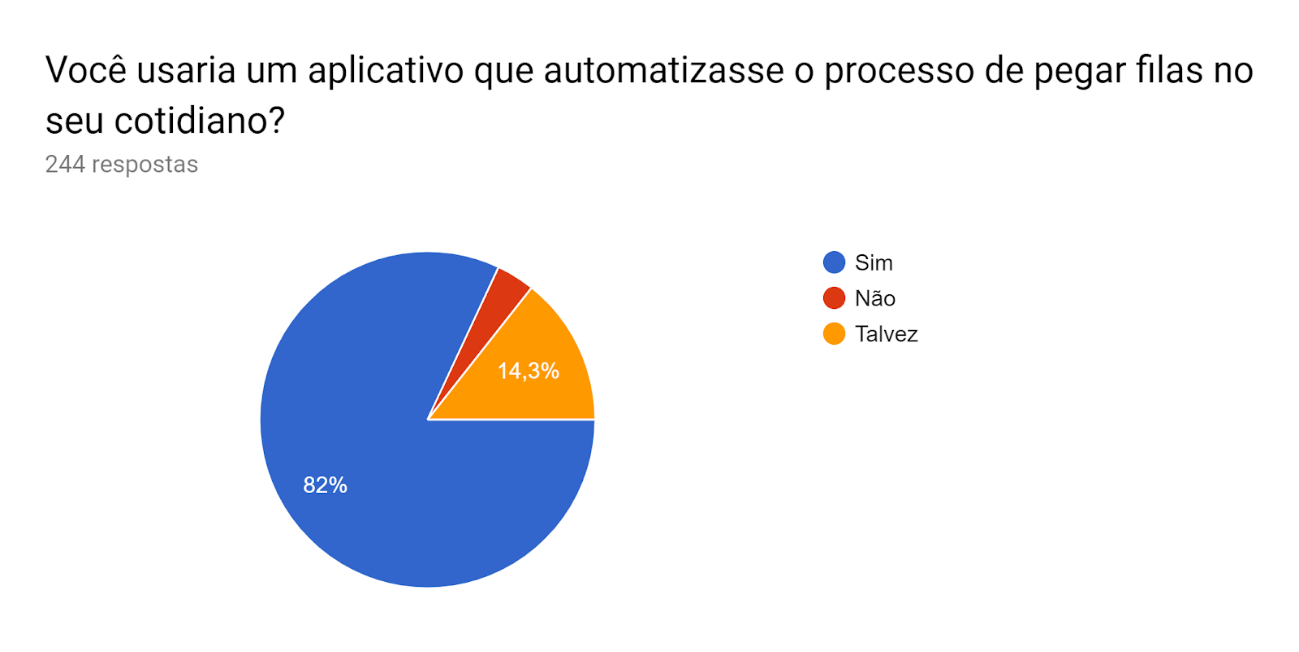 Você usaria um aplicativo que automatizasse o processo de pegar filas no
seu cotidiano?
244 respostas
Sim
Não
Talvez
14,3%
82%